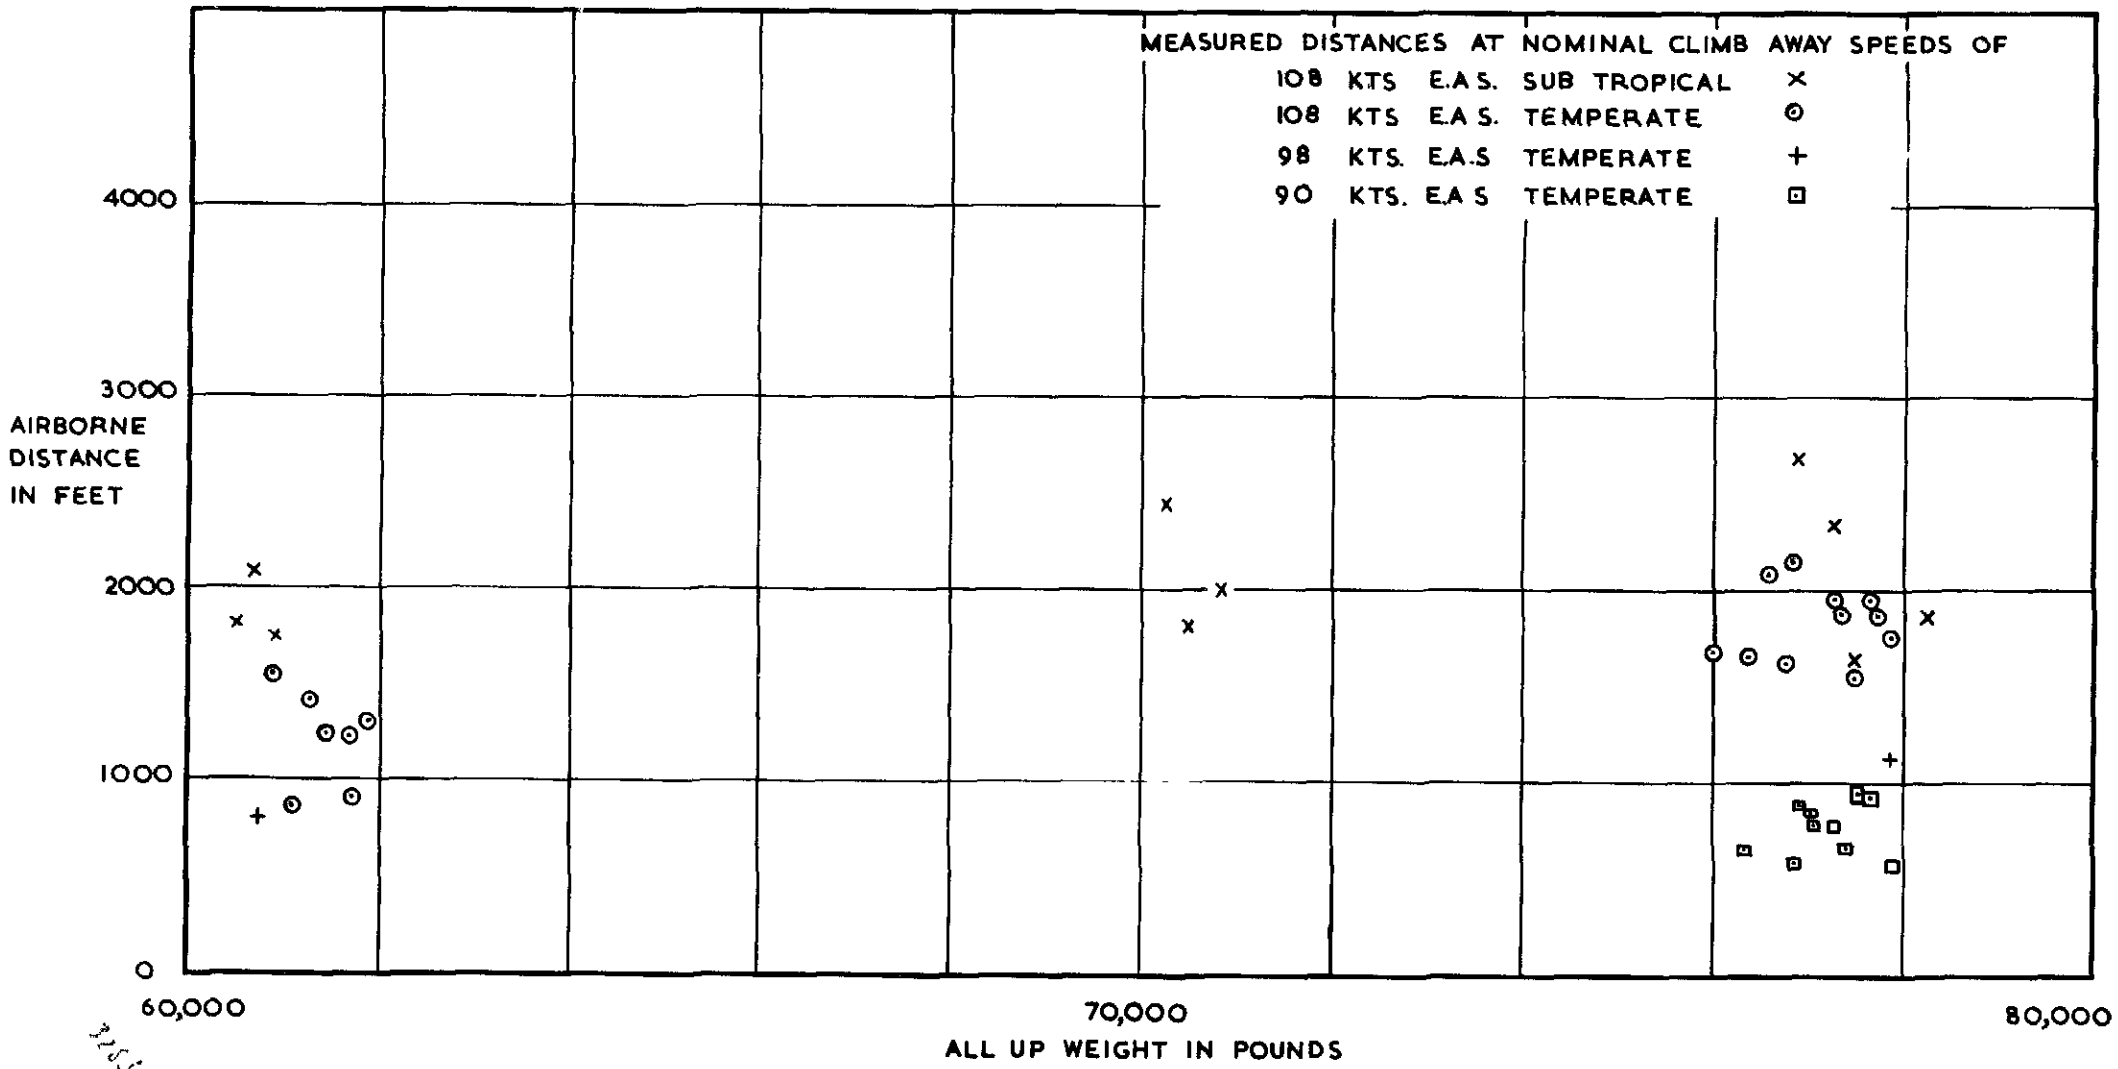 MEASURED DISTANCES AT NOMINAL CLIMB AWAY SPEEDS OF
108 KTS E.A S. SUB TROPICAL ×
108 KTS E.A S. TEMPERATE ⊙
98 KTS. E.A.S TEMPERATE +
90 KTS. E.A S TEMPERATE ⊡
4000
3000
AIRBORNE
DISTANCE
IN FEET
2000
1000
0
60,000 70,000 80,000
ALL UP WEIGHT IN POUNDS